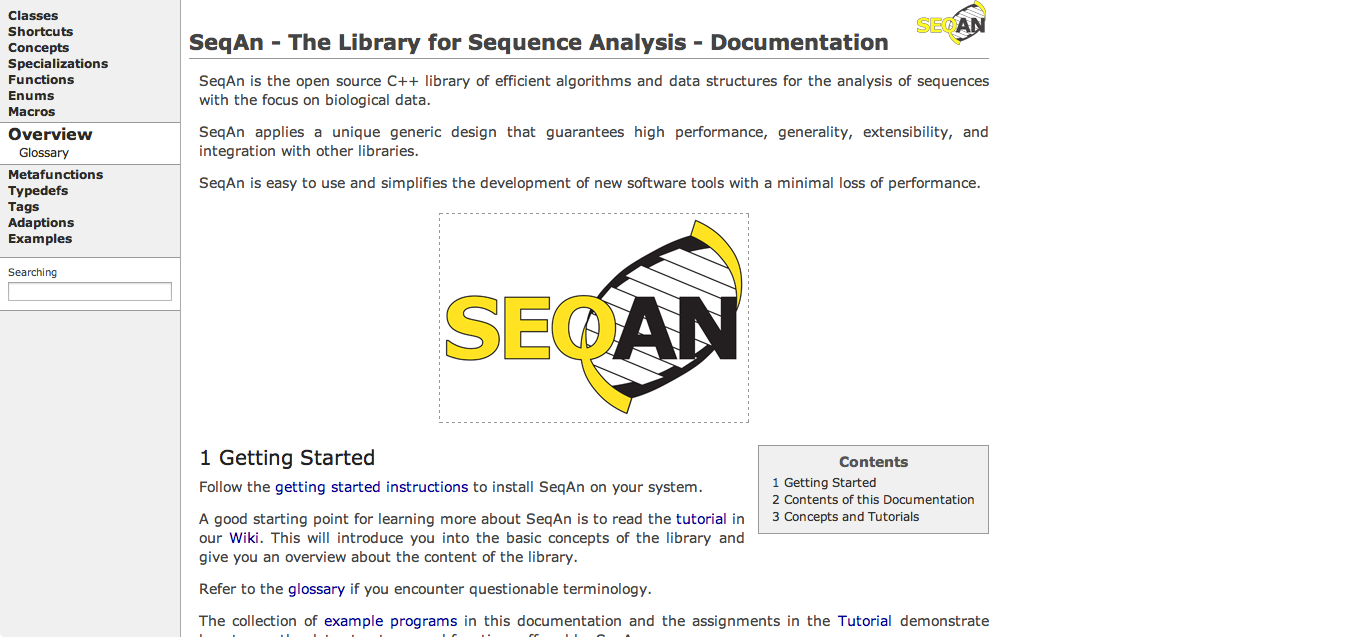 Classes
Shortcuts
Concepts
Specializations
Functions
Enums
Macros
Overview
Glossary
Metafunctions
Typedefs
Tags
Adaptions
Examples
Searching
SEQAN
SeqAn - The Library for Sequence Analysis - Documentation
SeqAn is the open source C++ library of efficient algorithms and data structures for the analysis of sequences
with the focus on biological data.
SeqAn applies a unique generic design that guarantees high performance, generality, extensibility, and
integration with other libraries.
SeqAn is easy to use and simplifies the development of new software tools with a minimal loss of performance.
SEQAN
1 Getting Started
Follow the getting started instructions to install SeqAn on your system.
A good starting point for learning more about SeqAn is to read the tutorial in
our Wiki. This will introduce you into the basic concepts of the library and
give you an overview about the content of the library.
Refer to the glossary if you encounter questionable terminology.
The collection of example programs in this documentation and the assignments in the Tutorial demonstrate
Contents
1 Getting Started
2 Contents of this Documentation
3 Concepts and Tutorials